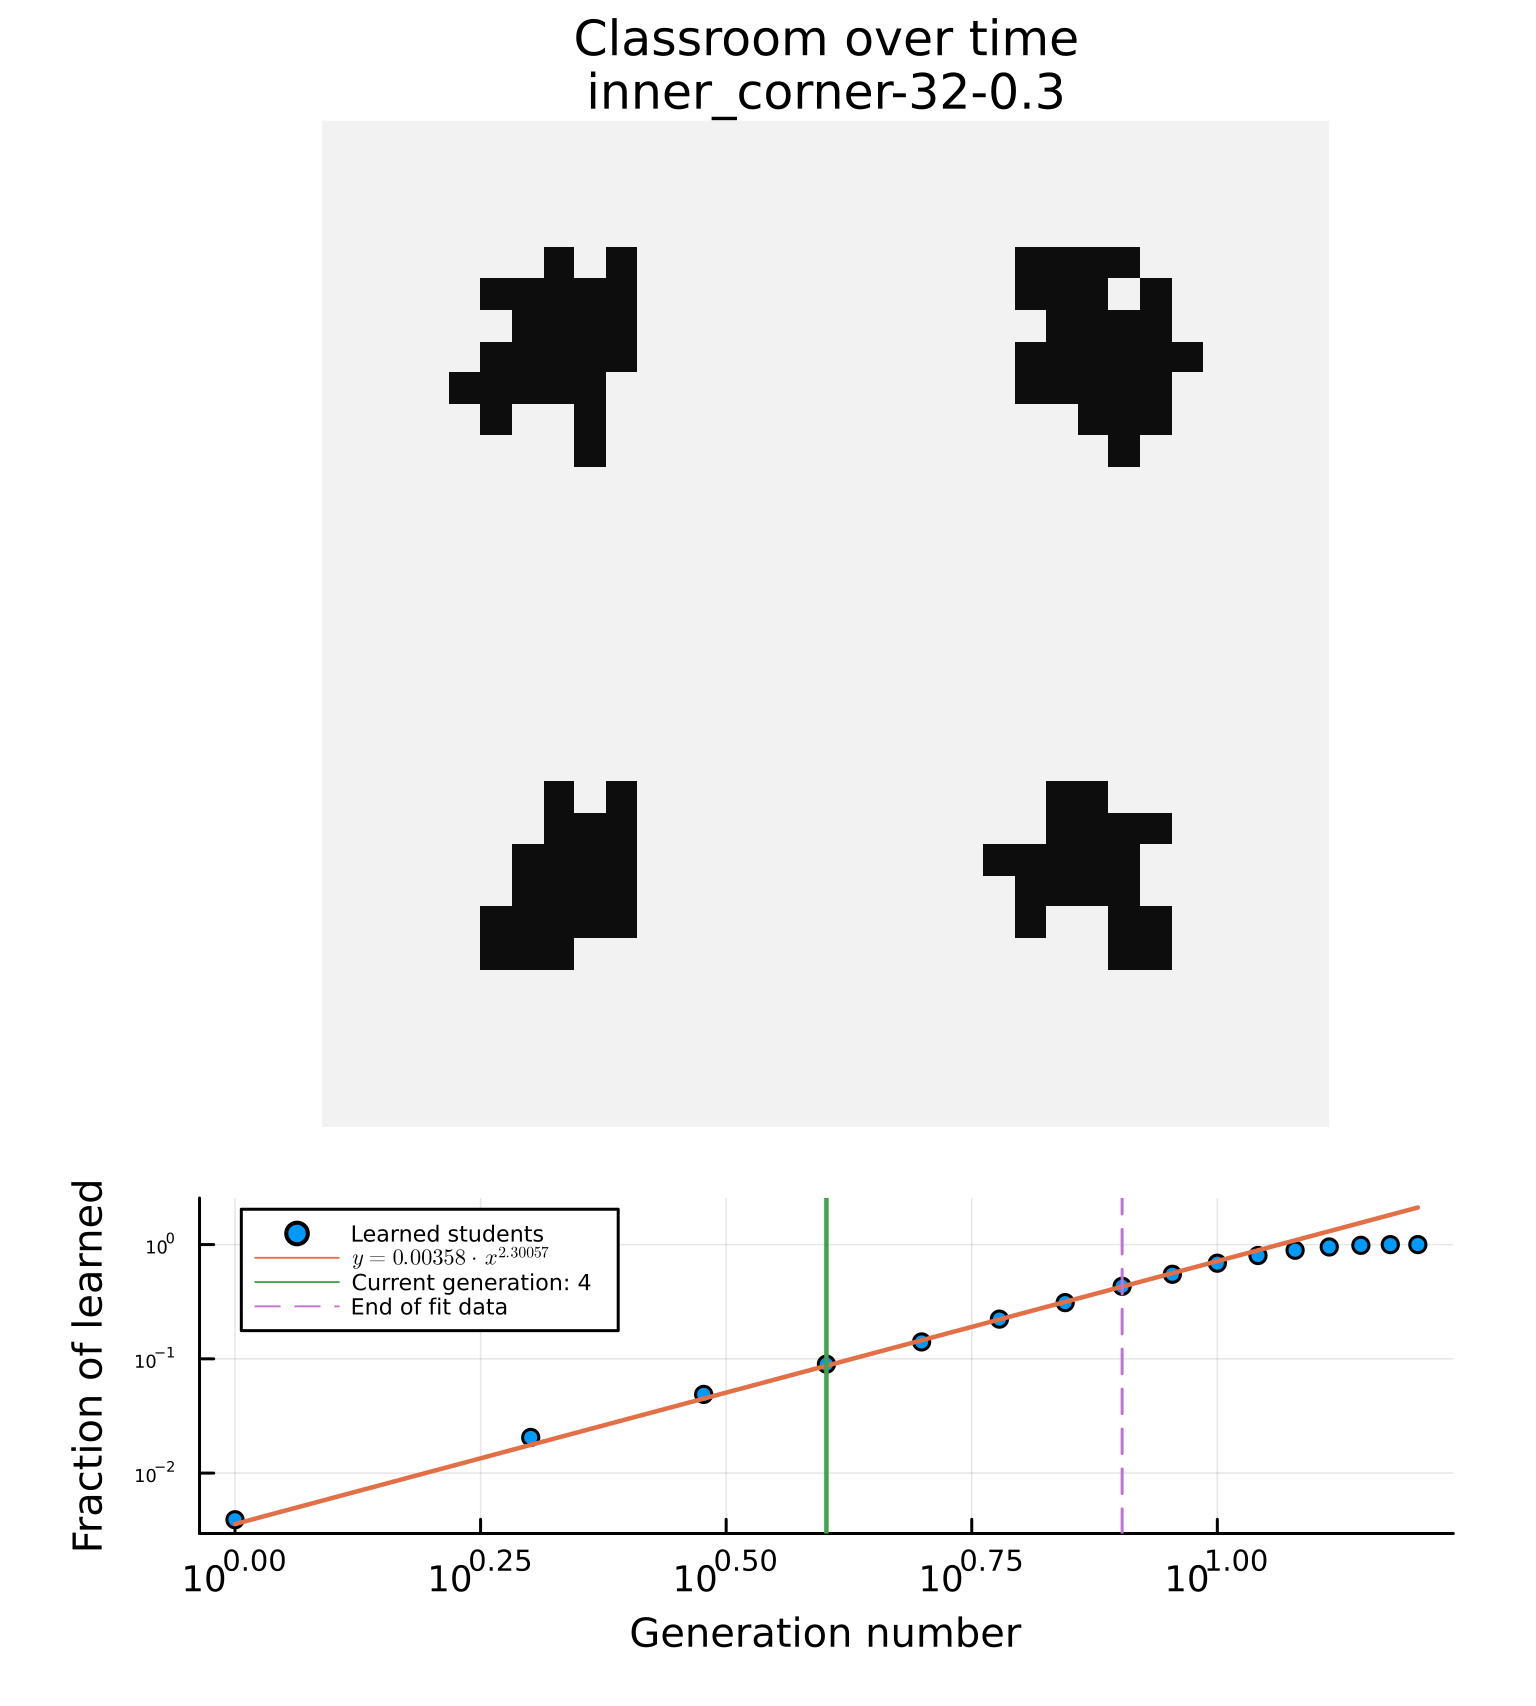 Classroom over time
inner_corner-32-0.3
Fraction of learned
10⁰
10⁻¹
10⁻²
Learned students
y = 0.00358 · x^2.30057
Current generation: 4
End of fit data
10^0.00 10^0.25 10^0.50 10^0.75 10^1.00
Generation number